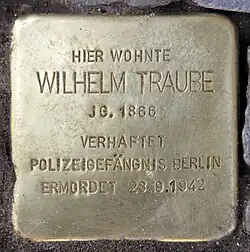 HIER WOHNTE
WILHELM TRAUBE
JG. 1866
VERHAFTET
POLIZEIGEFÄNGNIS BERLIN
ERMORDET 28.9.1942